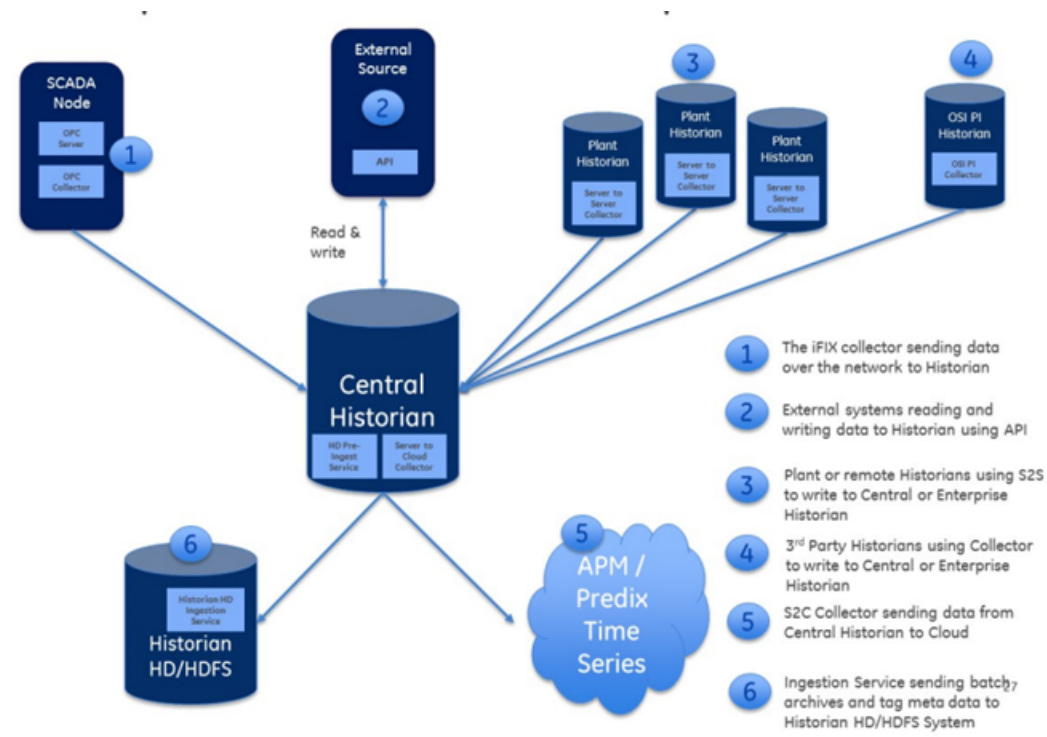 SCADA
Node
OPC
Server
OPC
Collector
1
External
Source
2
API
Read &
write
3
Plant
Historian
Server to
Server
Collector
Plant
Historian
Server to
Server
Collector
Plant
Historian
Server to
Server
Collector
4
OSI PI
Historian
OSI PI
Collector
Central
Historian
HD Pre-
Ingest
Service
Server to
Cloud
Collector
6
Historian HD
Ingestion
Service
Historian
HD/HDFS
5
APM /
Predix
Time
Series
1
The iFIX collector sending data
over the network to Historian
2
External systems reading and
writing data to Historian using API
3
Plant or remote Historians using S2S
to write to Central or Enterprise
Historian
4
3rd Party Historians using Collector
to write to Central or Enterprise
Historian
5
S2C Collector sending data from
Central Historian to Cloud
6
Ingestion Service sending batch
27
archives and tag meta data to
Historian HD/HDFS System